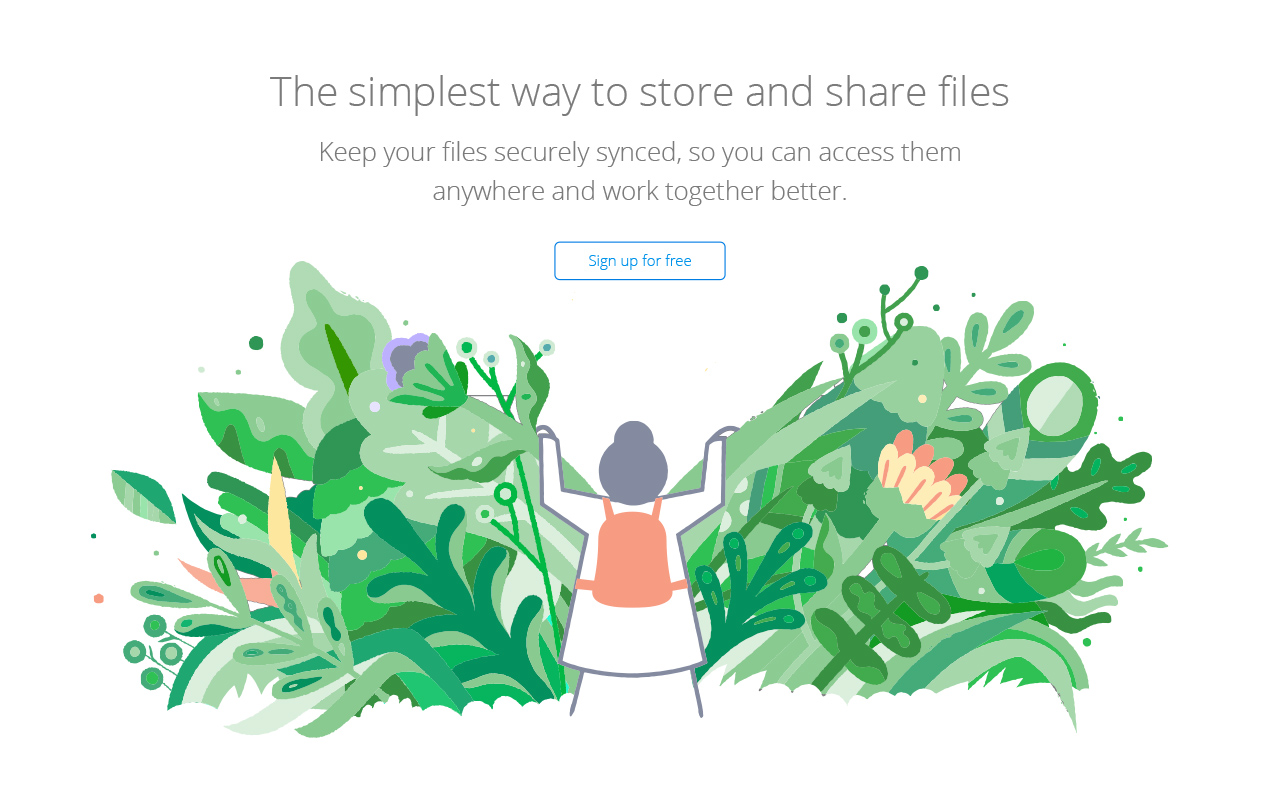 The simplest way to store and share files
Keep your files securely synced, so you can access them
anywhere and work together better.
Sign up for free